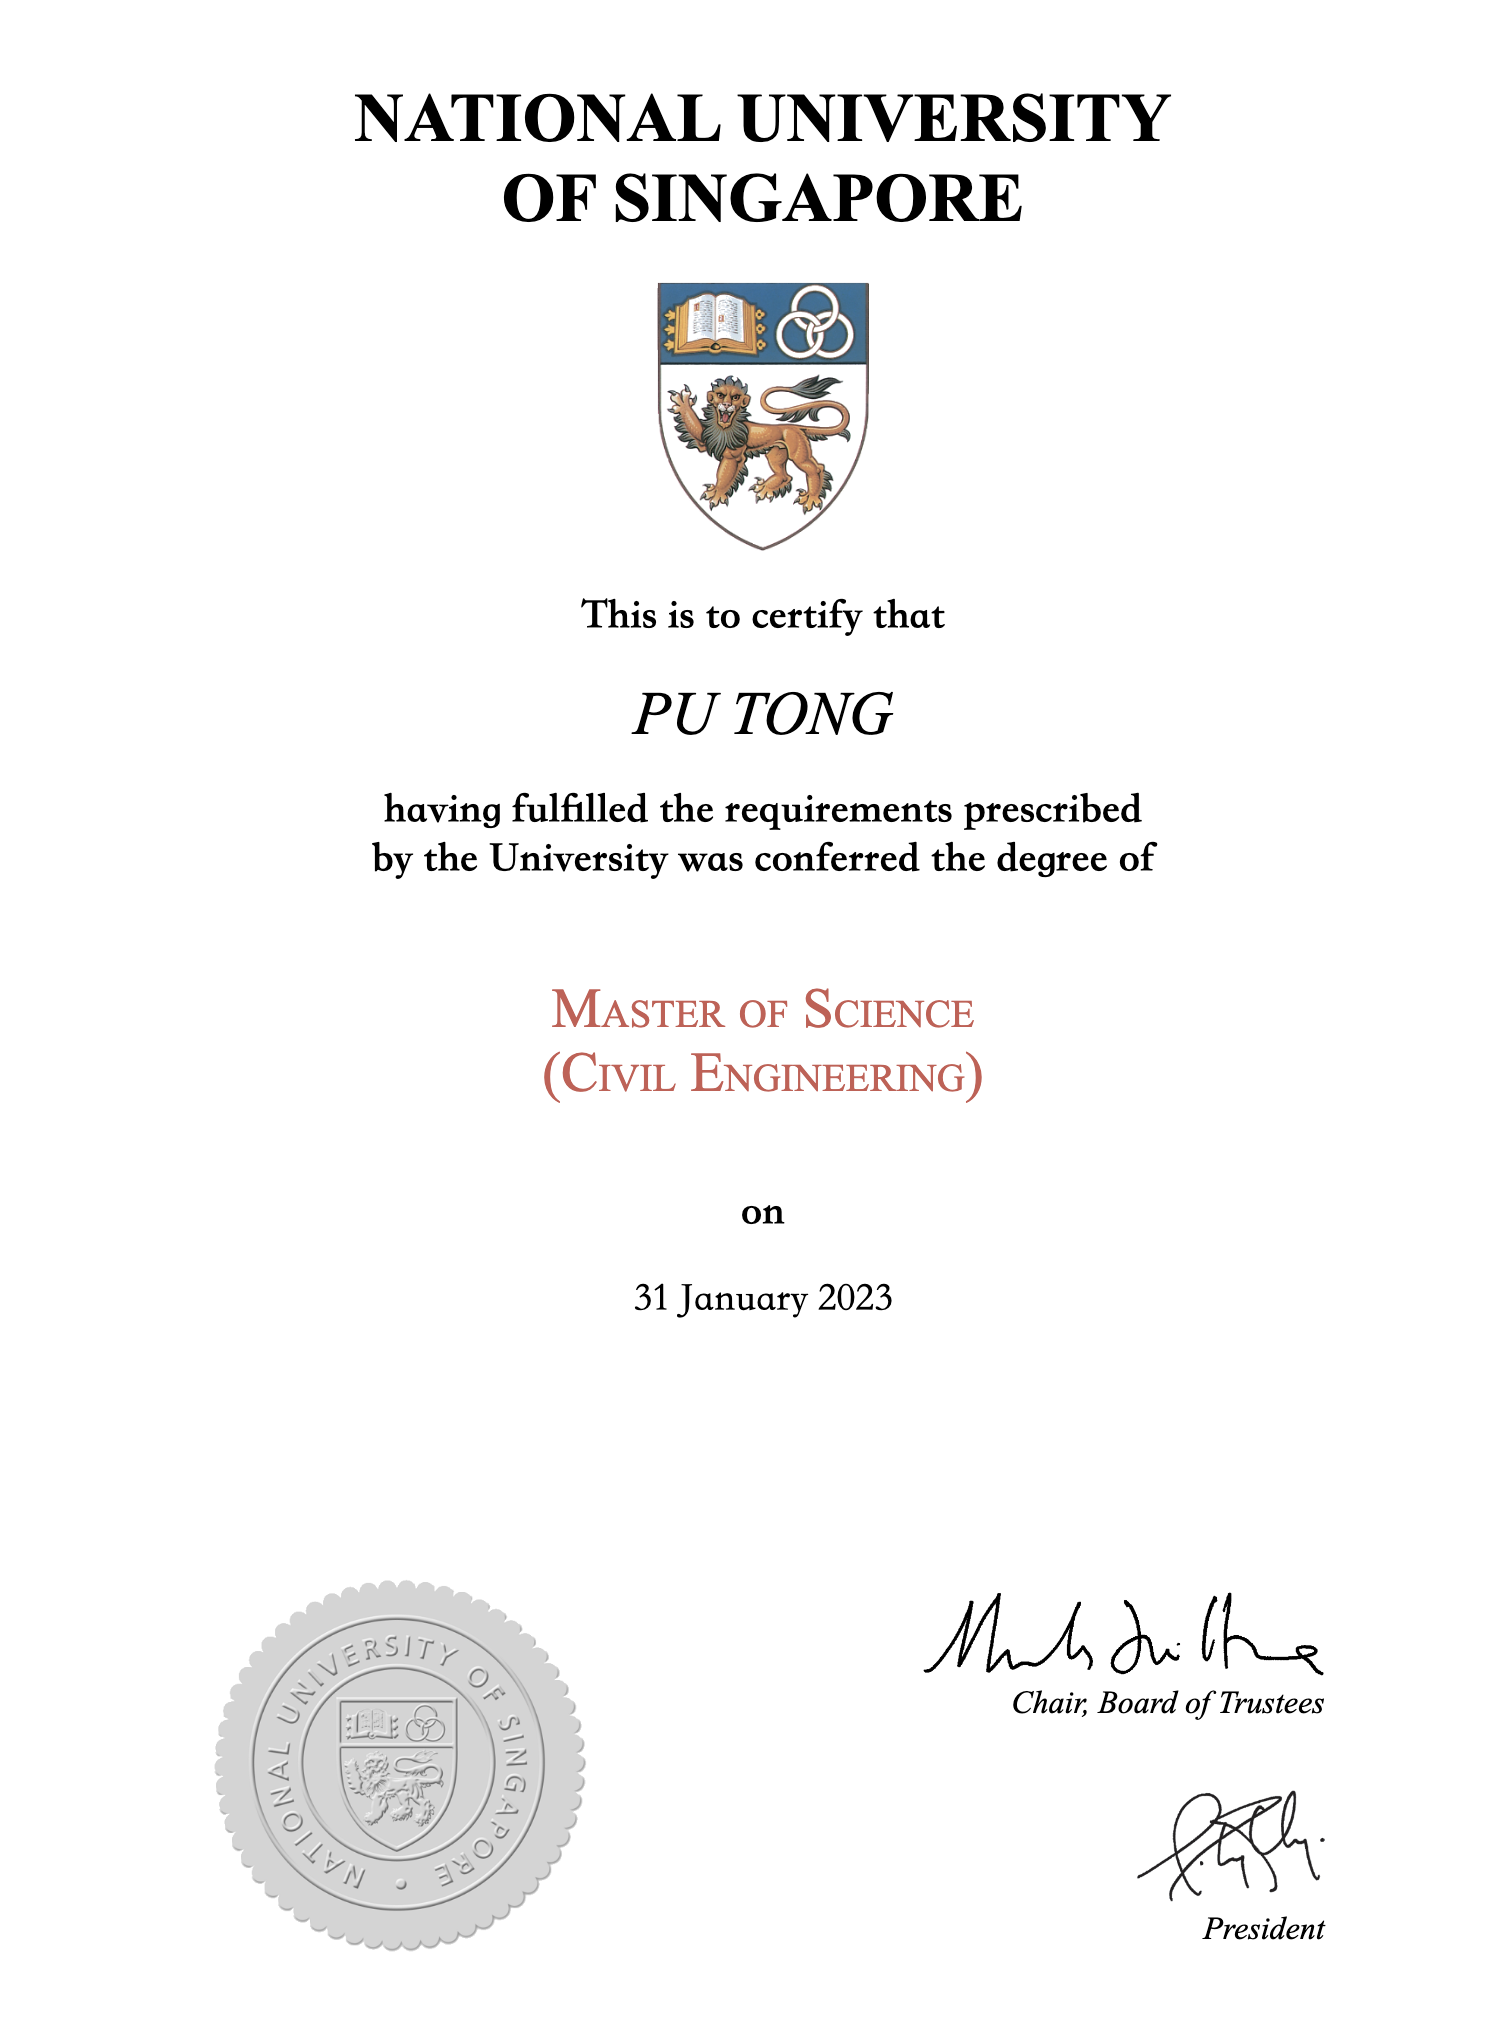 NATIONAL UNIVERSITY
OF SINGAPORE
This is to certify that
PU TONG
having fulfilled the requirements prescribed
by the University was conferred the degree of
Master of Science
(Civil Engineering)
on
31 January 2023
NATIONAL UNIVERSITY OF SINGAPORE
Chair, Board of Trustees
President